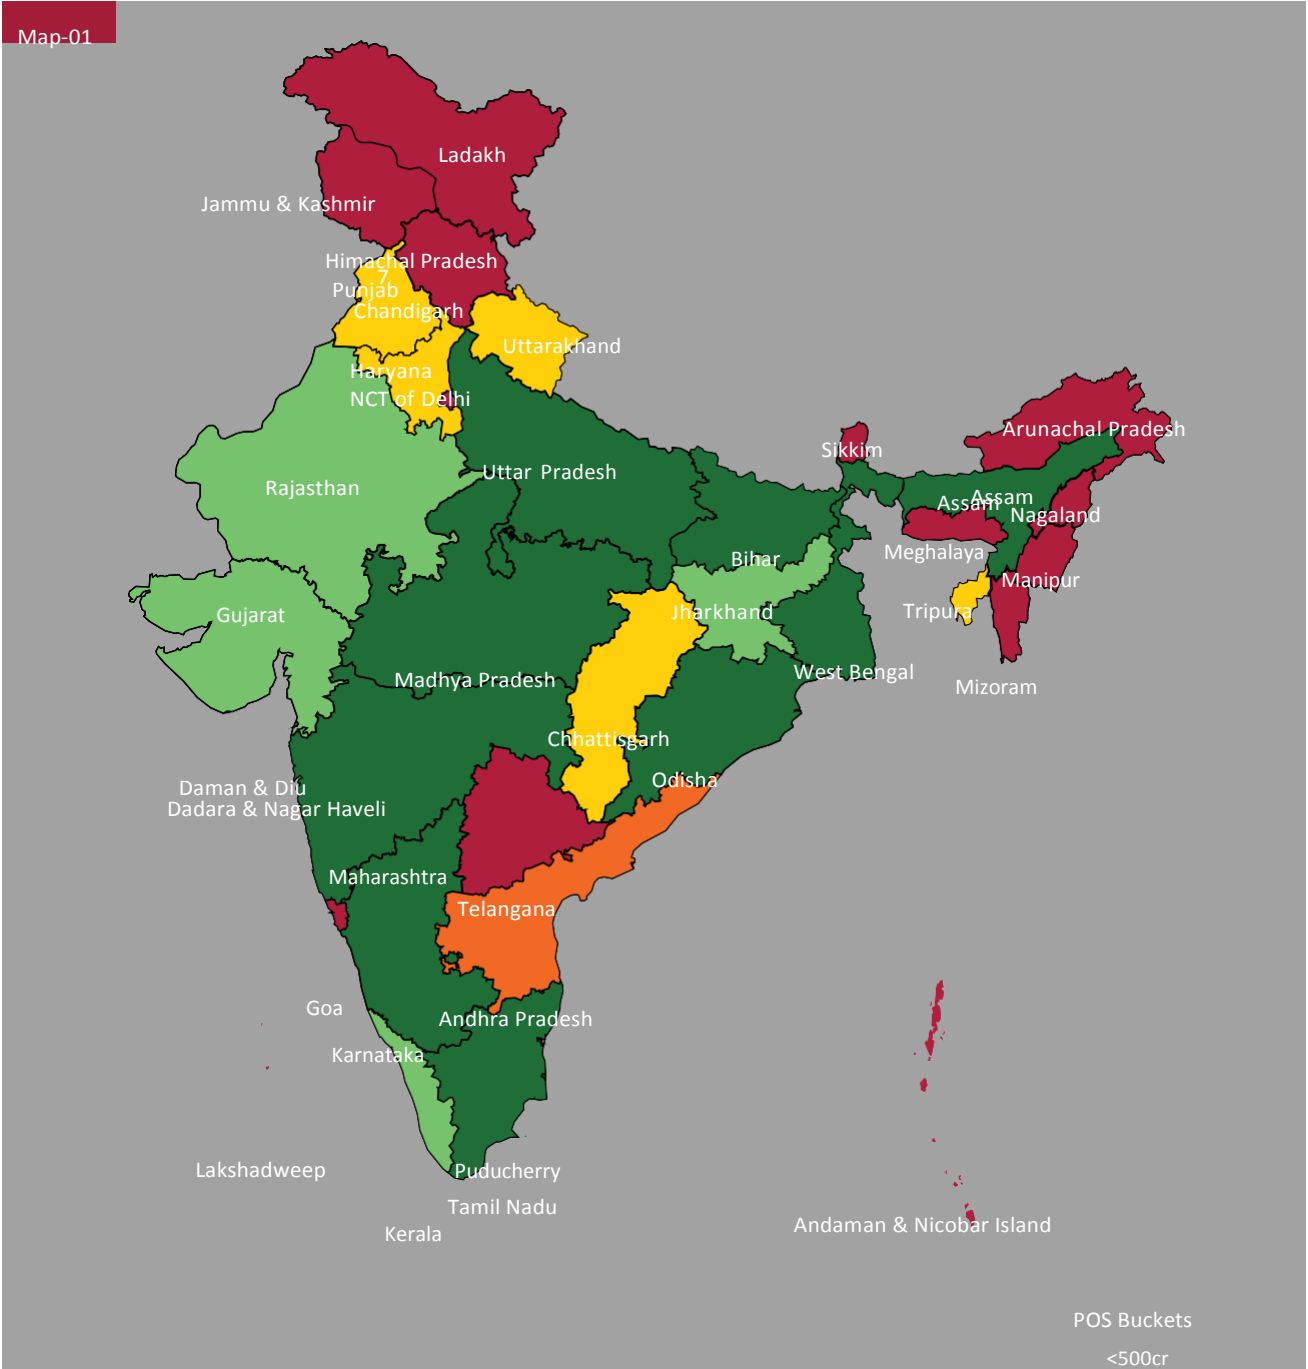 Map-01
Ladakh
Jammu & Kashmir
Himachal Pradesh
7
Punjab
Chandigarh
Uttarakhand
Haryana
NCT of Delhi
Arunachal Pradesh
Sikkim
Uttar Pradesh
Rajasthan
Assam
Assam
Nagaland
Meghalaya
Bihar
Manipur
Jharkhand
Tripura
Gujarat
West Bengal
Madhya Pradesh
Mizoram
Chhattisgarh
Odisha
Daman & Diu
Dadara & Nagar Haveli
Maharashtra
Telangana
Goa
Andhra Pradesh
Karnataka
Lakshadweep
Puducherry
Tamil Nadu
Andaman & Nicobar Island
Kerala
POS Buckets
<500cr